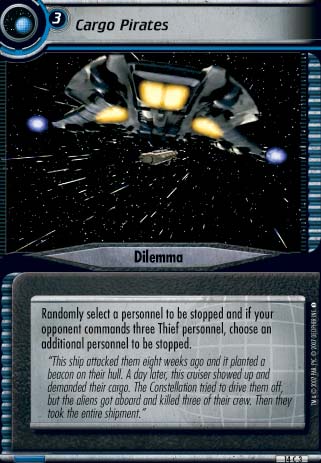 3
Cargo Pirates
Dilemma
Randomly select a personnel to be stopped and if your
opponent commands three Thief personnel, choose an
additional personnel to be stopped.
"This ship attacked them eight weeks ago and it planted a
beacon on their hull. A day later, this cruiser showed up and
demanded their cargo. The Constellation tried to drive them off,
but the aliens got aboard and killed three of their crew. Then they
took the entire shipment."
14 C 5